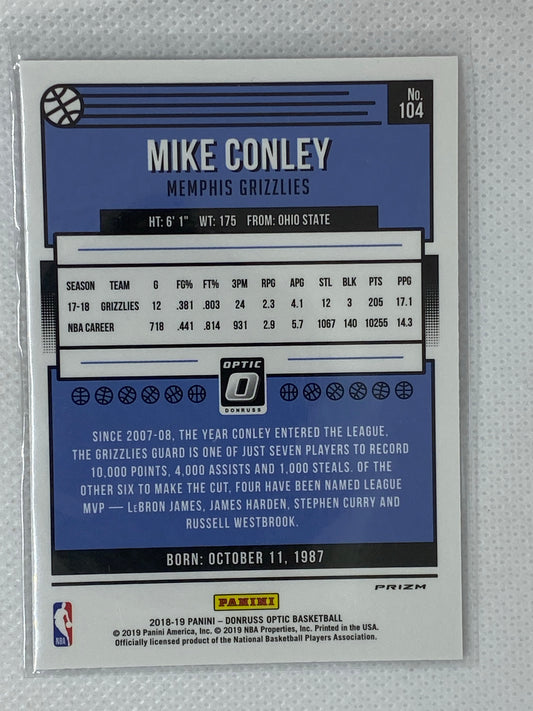 No.
104
MIKE CONLEY
MEMPHIS GRIZZLIES
HT: 6' 1" WT: 175 FROM: OHIO STATE
SEASON TEAM G FG% FT% 3PM RPG APG STL BLK PTS PPG
17-18 GRIZZLIES 12 .381 .803 24 2.3 4.1 12 3 205 17.1
NBA CAREER 718 .441 .814 931 2.9 5.7 1067 140 10255 14.3
OPTIC
O
DONRUSS
SINCE 2007-08, THE YEAR CONLEY ENTERED THE LEAGUE,
THE GRIZZLIES GUARD IS ONE OF JUST SEVEN PLAYERS TO RECORD
10,000 POINTS, 4,000 ASSISTS AND 1,000 STEALS. OF THE
OTHER SIX TO MAKE THE CUT, FOUR HAVE BEEN NAMED LEAGUE
MVP — LeBRON JAMES, JAMES HARDEN, STEPHEN CURRY AND
RUSSELL WESTBROOK.
BORN: OCTOBER 11, 1987
PRIZM
PANINI
NBA
2018-19 PANINI – DONRUSS OPTIC BASKETBALL
© 2019 Panini America, Inc. © 2019 NBA Properties, Inc. Printed in the USA.
Officially licensed product of the National Basketball Players Association.